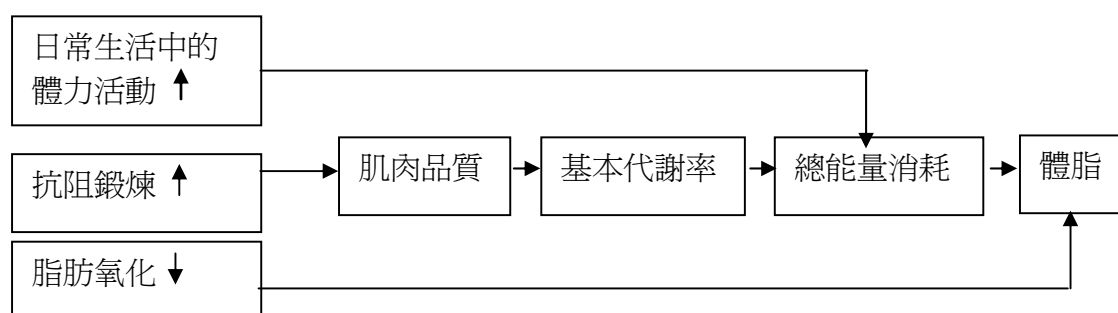 日常生活中的
體力活動 ↑
抗阻鍛煉 ↑
肌肉品質
基本代謝率
總能量消耗
體脂
脂肪氧化 ↓